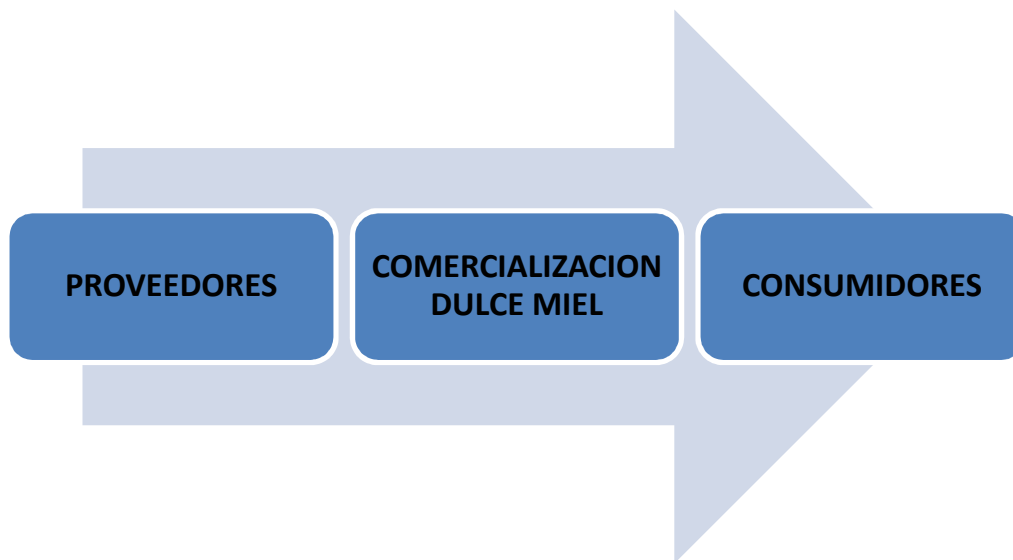 PROVEEDORES
COMERCIALIZACION
DULCE MIEL
CONSUMIDORES